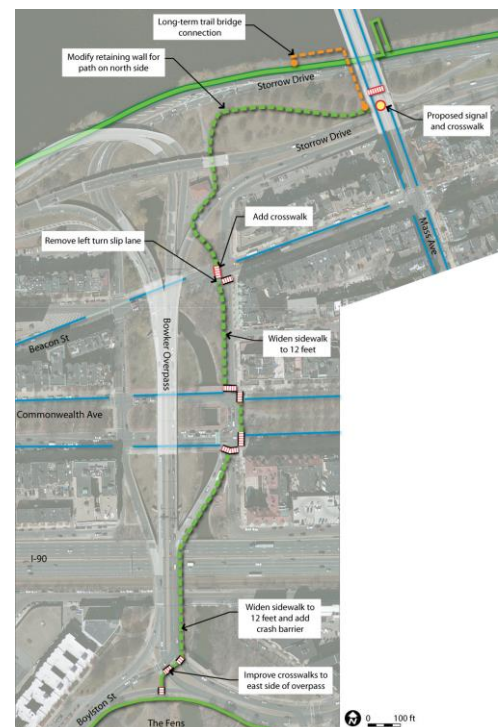 Long-term trail bridge
connection
Modify retaining wall for
path on north side
Storrow Drive
Proposed signal
and crosswalk
Storrow Drive
Add crosswalk
Mass Ave
Remove left turn slip lane
Bowker Overpass
Beacon St
Widen sidewalk
to 12 feet
Commonwealth Ave
I-90
Widen sidewalk to
12 feet and add
crash barrier
Improve crosswalks to
east side of overpass
Boylston St
The Fens
N
0 100 ft